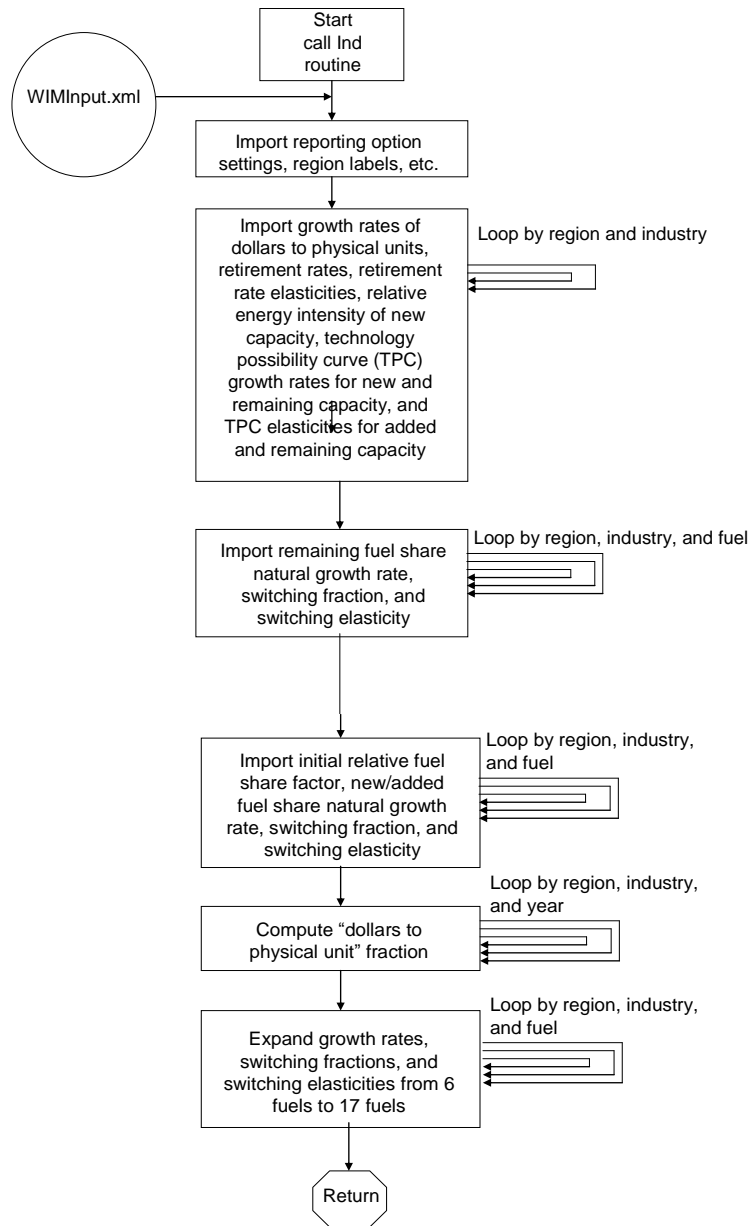 Start
call Ind
routine
WIMInput.xml
Import reporting option
settings, region labels, etc.
Import growth rates of
dollars to physical units,
retirement rates, retirement
rate elasticities, relative
energy intensity of new
capacity, technology
possibility curve (TPC)
growth rates for new and
remaining capacity, and
TPC elasticities for added
and remaining capacity
Loop by region and industry
Import remaining fuel share
natural growth rate,
switching fraction, and
switching elasticity
Loop by region, industry, and fuel
Import initial relative fuel
share factor, new/added
fuel share natural growth
rate, switching fraction, and
switching elasticity
Loop by region, industry,
and fuel
Compute “dollars to
physical unit” fraction
Loop by region, industry,
and year
Expand growth rates,
switching fractions, and
switching elasticities from 6
fuels to 17 fuels
Loop by region, industry,
and fuel
Return